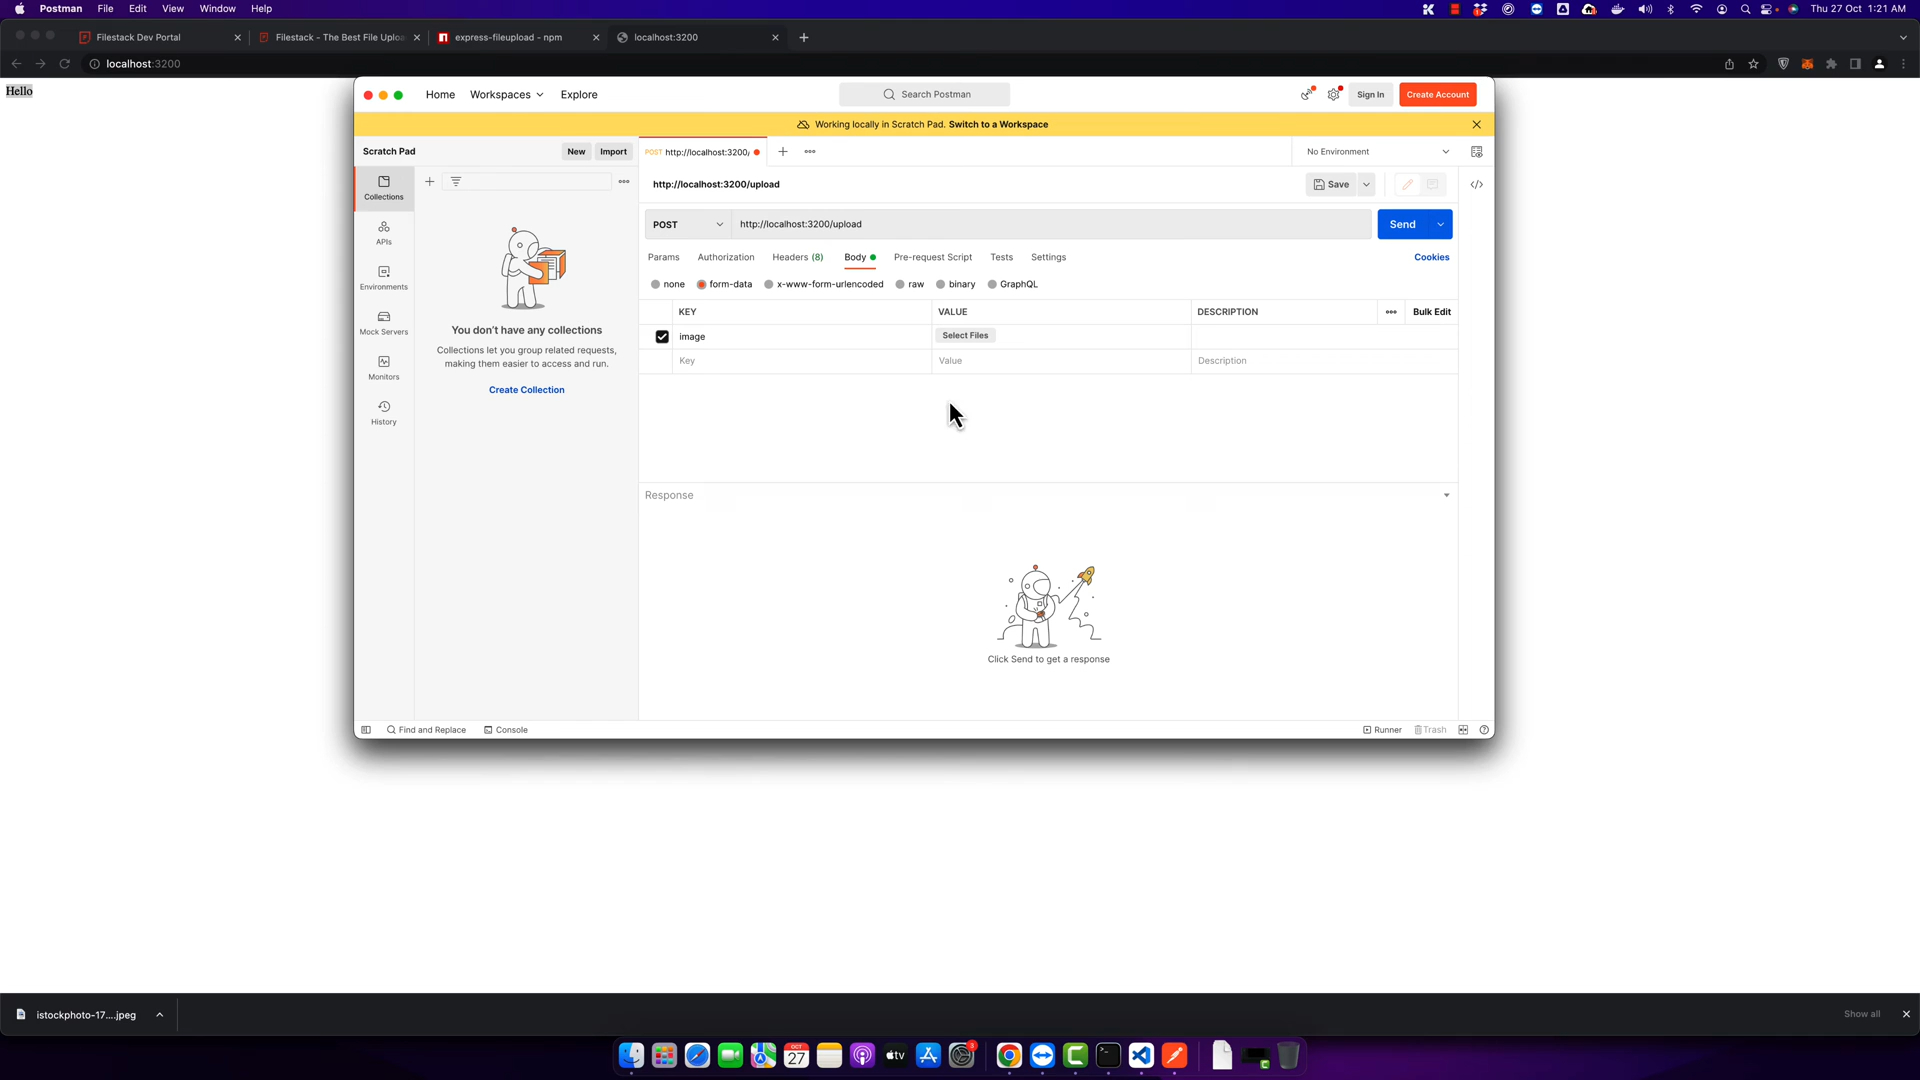 Postman File Edit View Window Help
Thu 27 Oct 1:21 AM
Filestack Dev Portal
Filestack - The Best File Uploa
express-fileupload - npm
localhost:3200
localhost:3200
Hello
Home Workspaces Explore
Search Postman
Sign In
Create Account
Working locally in Scratch Pad. Switch to a Workspace
Scratch Pad
New
Import
POST http://localhost:3200/
No Environment
Collections
APIs
Environments
Mock Servers
Monitors
History
You don't have any collections
Collections let you group related requests,
making them easier to access and run.
Create Collection
http://localhost:3200/upload
Save
POST
http://localhost:3200/upload
Send
Params Authorization Headers (8) Body Pre-request Script Tests Settings
Cookies
none form-data x-www-form-urlencoded raw binary GraphQL
KEY VALUE DESCRIPTION
Bulk Edit
image
Select Files
Key Value Description
Response
Click Send to get a response
Find and Replace Console
Runner Trash
istockphoto-17....jpeg
Show all
OCT
27
tv
3